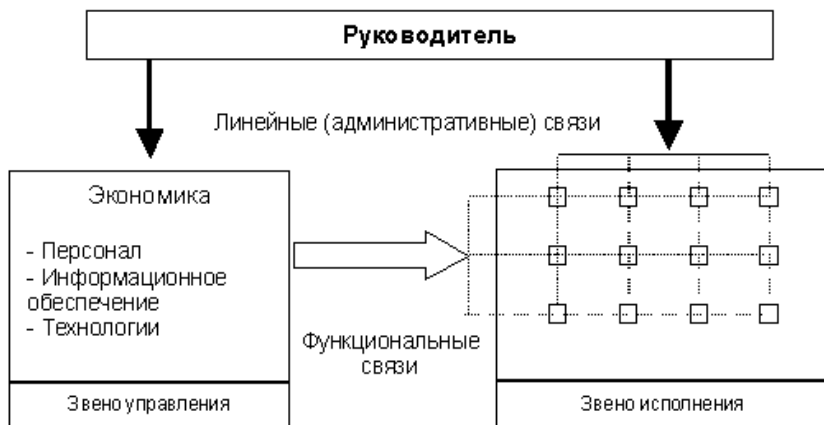 Руководитель
Линейные (административные) связи
Экономика
- Персонал
- Информационное
обеспечение
- Технологии
Функциональные
связи
Звено управления
Звено исполнения